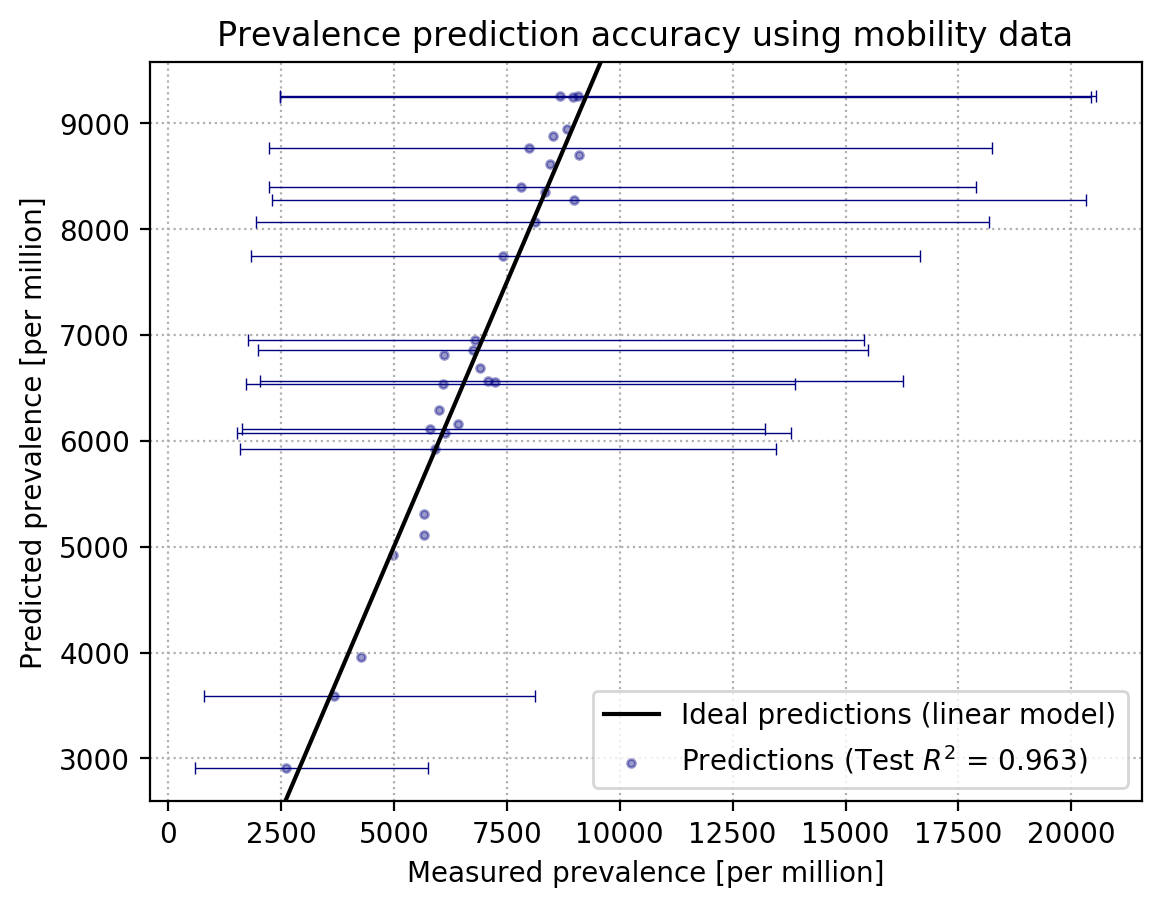 Prevalence prediction accuracy using mobility data
Predicted prevalence [per million]
9000
8000
7000
6000
5000
4000
3000
Ideal predictions (linear model)
Predictions (Test R² = 0.963)
0 2500 5000 7500 10000 12500 15000 17500 20000
Measured prevalence [per million]